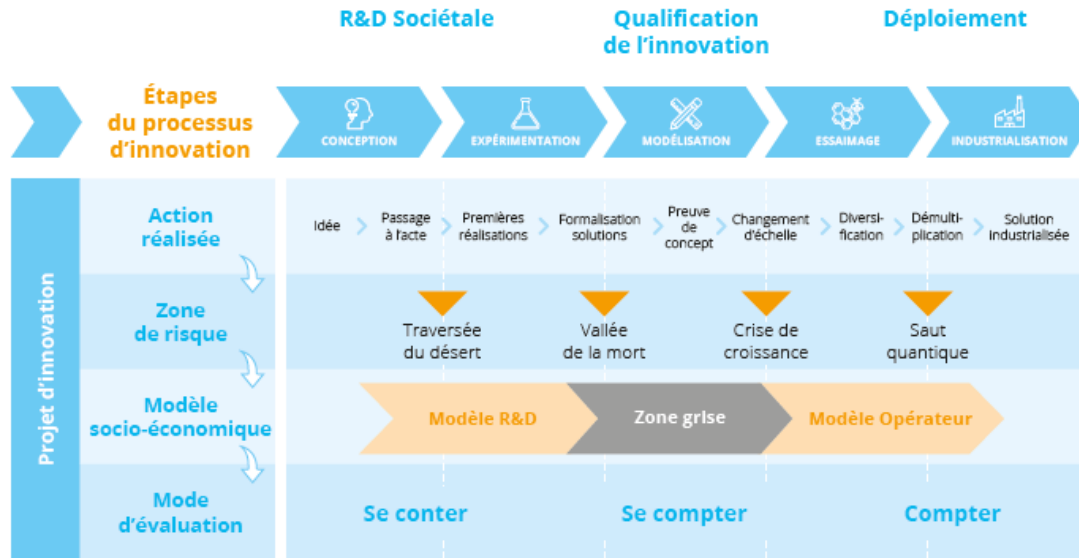 R&D Sociétale
Qualification
de l'innovation
Déploiement
Étapes
du processus
d'innovation
CONCEPTION
EXPÉRIMENTATION
MODÉLISATION
ESSAIMAGE
INDUSTRIALISATION
Projet d'innovation
Action
réalisée
Idée
Passage
à l'acte
Premières
réalisations
Formalisation
solutions
Preuve
de
concept
Changement
d'échelle
Diversi-
fication
Démulti-
plication
Solution
industrialisée
Zone
de risque
Traversée
du désert
Vallée
de la mort
Crise de
croissance
Saut
quantique
Modèle
socio-économique
Modèle R&D
Zone grise
Modèle Opérateur
Mode
d'évaluation
Se conter
Se compter
Compter